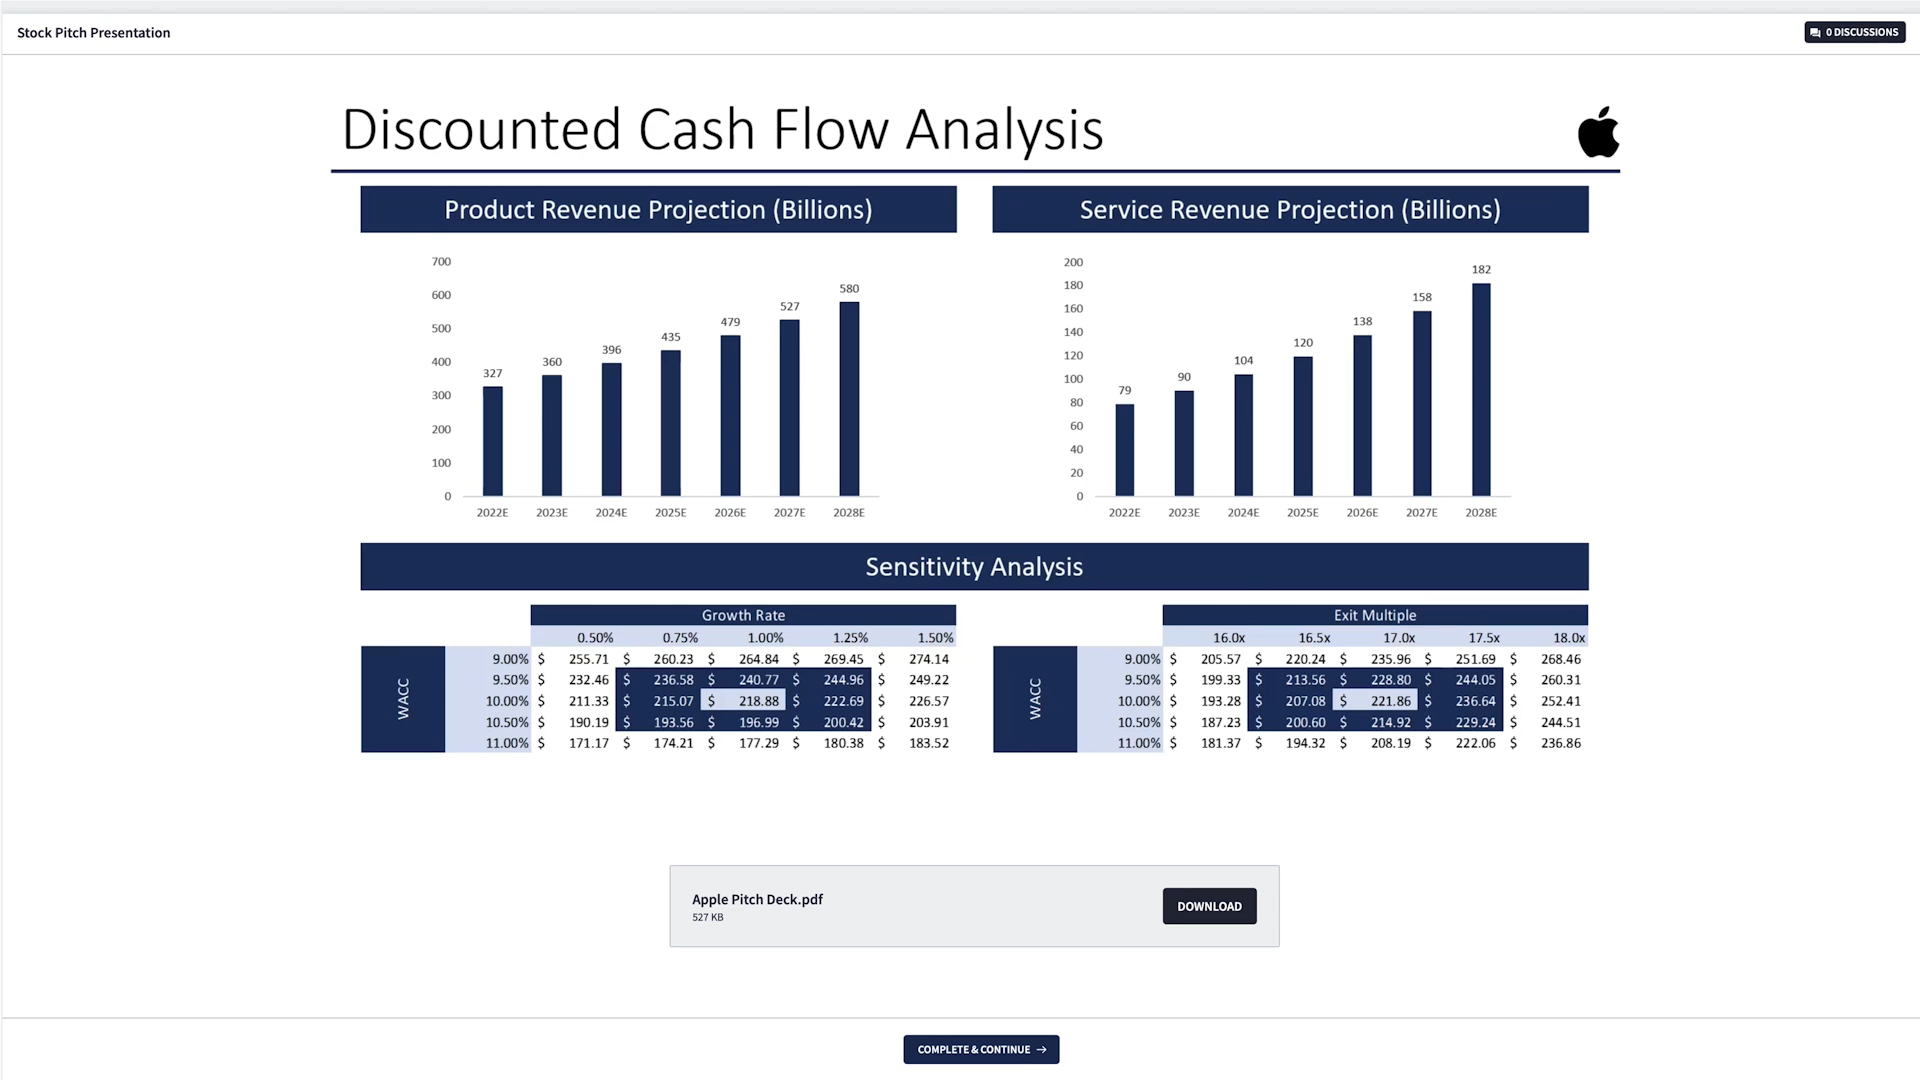 Stock Pitch Presentation
0 DISCUSSIONS
Discounted Cash Flow Analysis
Product Revenue Projection (Billions)
700
600
500
400
300
200
100
0
327
360
396
435
479
527
580
2022E 2023E 2024E 2025E 2026E 2027E 2028E
Service Revenue Projection (Billions)
200
180
160
140
120
100
80
60
40
20
0
79
90
104
120
138
158
182
2022E 2023E 2024E 2025E 2026E 2027E 2028E
Sensitivity Analysis
Growth Rate
0.50% 0.75% 1.00% 1.25% 1.50%
WACC
9.00% $ 255.71 $ 260.23 $ 264.84 $ 269.45 $ 274.14
9.50% $ 232.46 $ 236.58 $ 240.77 $ 244.96 $ 249.22
10.00% $ 211.33 $ 215.07 $ 218.88 $ 222.69 $ 226.57
10.50% $ 190.19 $ 193.56 $ 196.99 $ 200.42 $ 203.91
11.00% $ 171.17 $ 174.21 $ 177.29 $ 180.38 $ 183.52
Exit Multiple
16.0x 16.5x 17.0x 17.5x 18.0x
WACC
9.00% $ 205.57 $ 220.24 $ 235.96 $ 251.69 $ 268.46
9.50% $ 199.33 $ 213.56 $ 228.80 $ 244.05 $ 260.31
10.00% $ 193.28 $ 207.08 $ 221.86 $ 236.64 $ 252.41
10.50% $ 187.23 $ 200.60 $ 214.92 $ 229.24 $ 244.51
11.00% $ 181.37 $ 194.32 $ 208.19 $ 222.06 $ 236.86
Apple Pitch Deck.pdf
527 KB
DOWNLOAD
COMPLETE & CONTINUE →